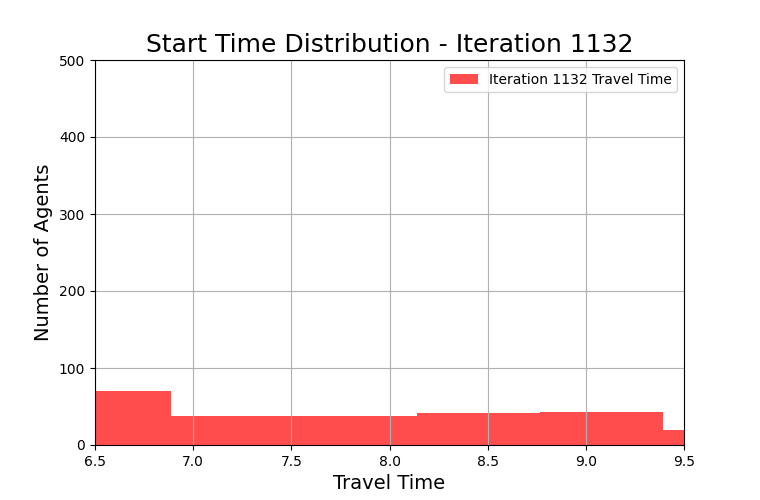 Start Time Distribution - Iteration 1132
500
Iteration 1132 Travel Time
400
300
200
100
0
Number of Agents
6.5 7.0 7.5 8.0 8.5 9.0 9.5
Travel Time